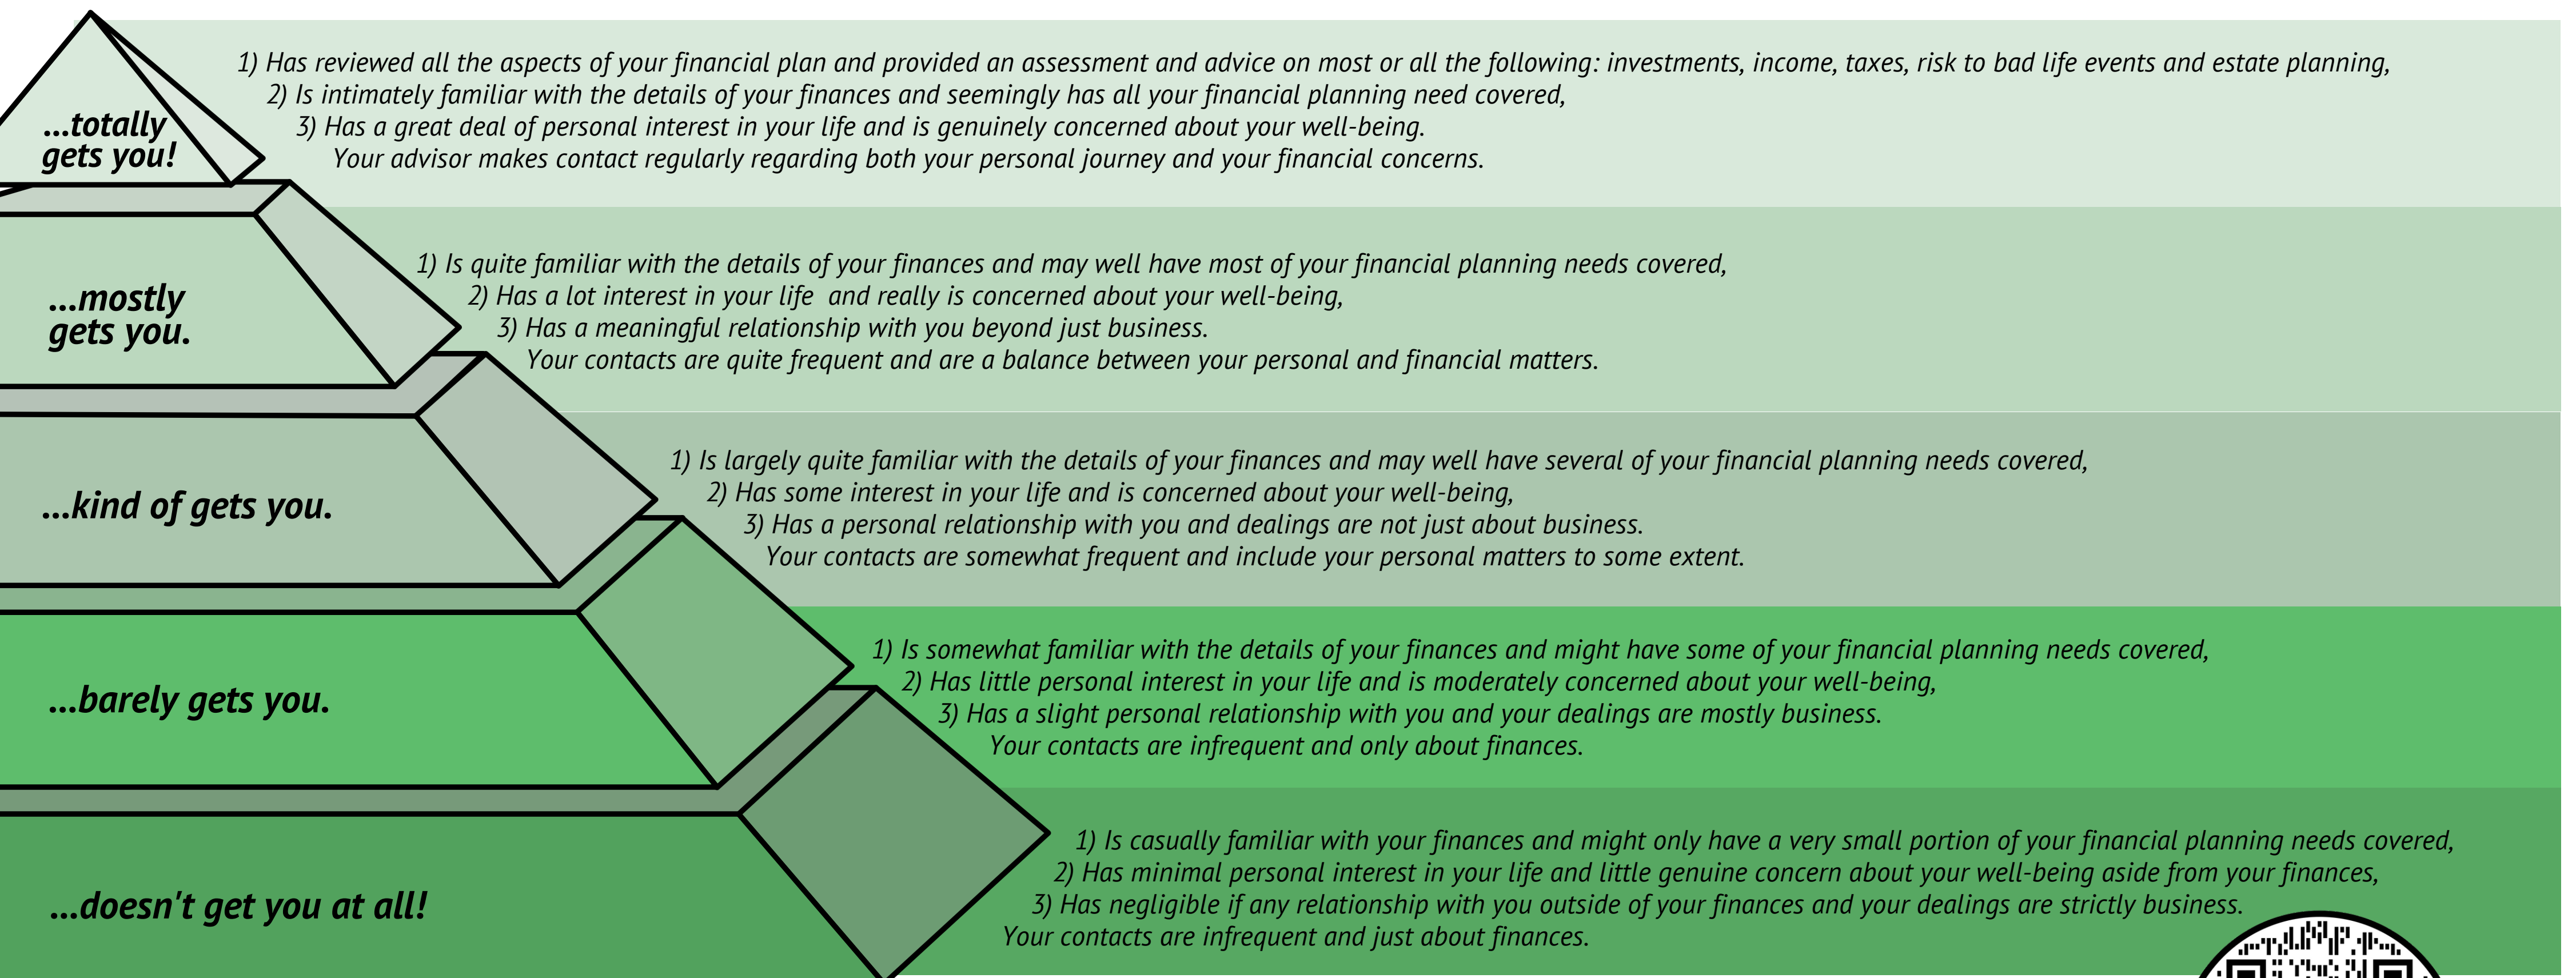 ...totally
gets you!
1) Has reviewed all the aspects of your financial plan and provided an assessment and advice on most or all the following: investments, income, taxes, risk to bad life events and estate planning,
2) Is intimately familiar with the details of your finances and seemingly has all your financial planning need covered,
3) Has a great deal of personal interest in your life and is genuinely concerned about your well-being.
Your advisor makes contact regularly regarding both your personal journey and your financial concerns.
...mostly
gets you.
1) Is quite familiar with the details of your finances and may well have most of your financial planning needs covered,
2) Has a lot interest in your life  and really is concerned about your well-being,
3) Has a meaningful relationship with you beyond just business.
Your contacts are quite frequent and are a balance between your personal and financial matters.
...kind of gets you.
1) Is largely quite familiar with the details of your finances and may well have several of your financial planning needs covered,
2) Has some interest in your life and is concerned about your well-being,
3) Has a personal relationship with you and dealings are not just about business.
Your contacts are somewhat frequent and include your personal matters to some extent.
...barely gets you.
1) Is somewhat familiar with the details of your finances and might have some of your financial planning needs covered,
2) Has little personal interest in your life and is moderately concerned about your well-being,
3) Has a slight personal relationship with you and your dealings are mostly business.
Your contacts are infrequent and only about finances.
...doesn't get you at all!
1) Is casually familiar with your finances and might only have a very small portion of your financial planning needs covered,
2) Has minimal personal interest in your life and little genuine concern about your well-being aside from your finances,
3) Has negligible if any relationship with you outside of your finances and your dealings are strictly business.
Your contacts are infrequent and just about finances.